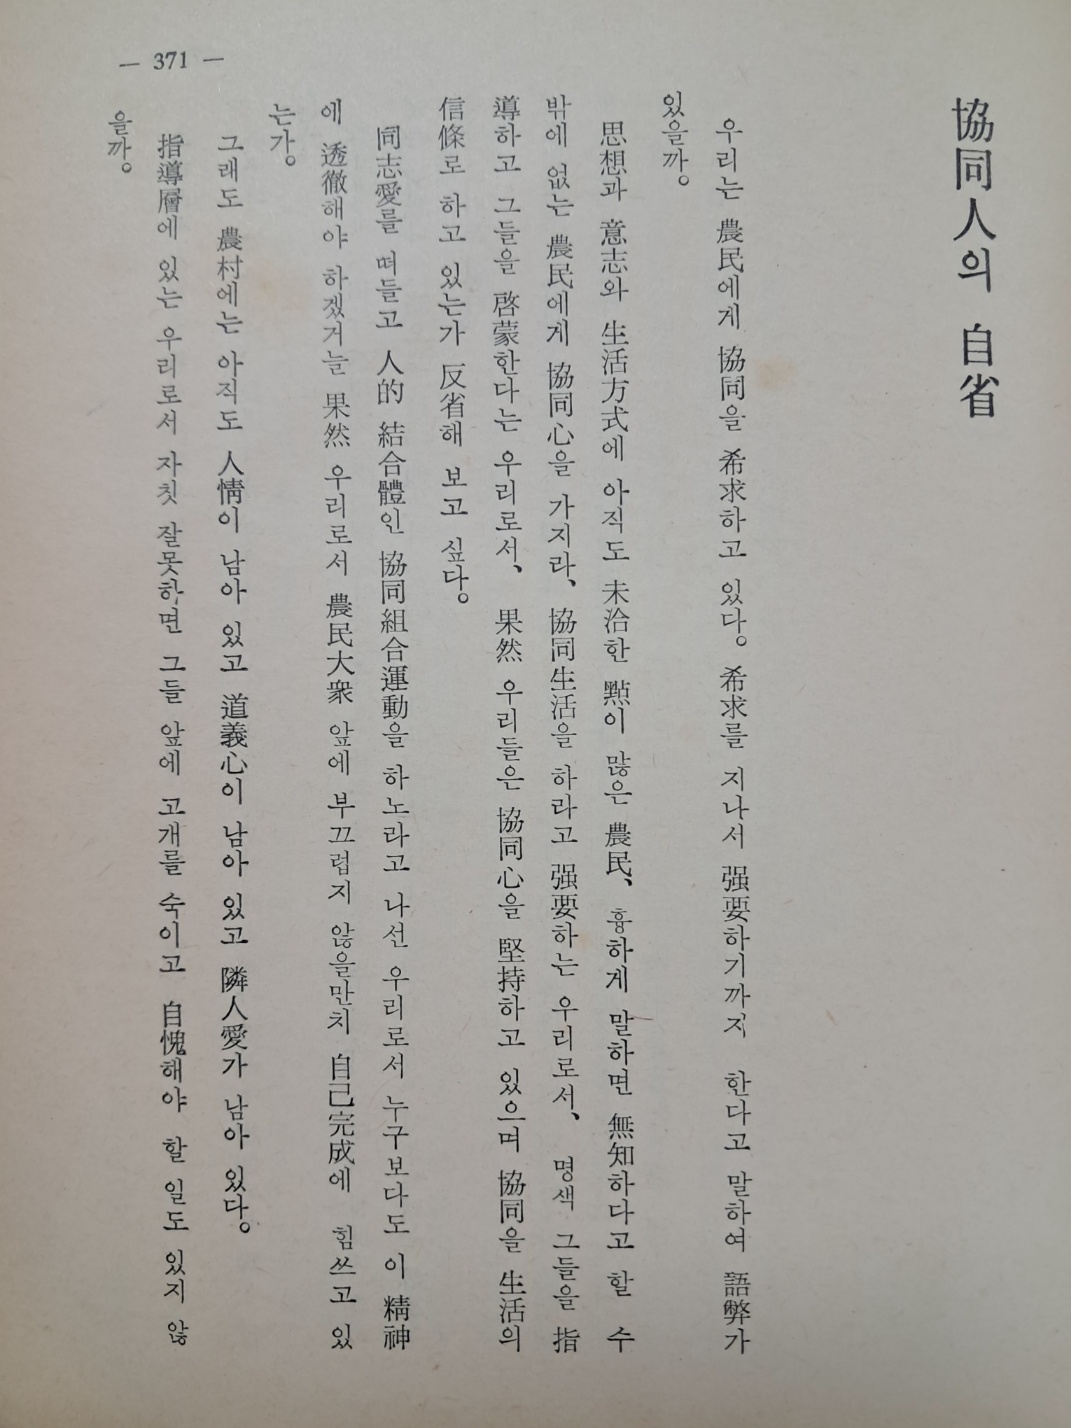 協同人의 自省
우리는 農民에게 協同을 希求하고 있다。希求를 지나서 强要하기까지 한다고 말하여 語弊가
있을까。
思想과 意志와 生活方式에 아직도 未洽한 點이 많은 農民、흉하게 말하면 無知하다고 할 수
밖에 없는 農民에게 協同心을 가지라、協同生活을 하라고 强要하는 우리로서、명색 그들을 指
導하고 그들을 啓蒙한다는 우리로서、果然 우리들은 協同心을 堅持하고 있으며 協同을 生活의
信條로 하고 있는가 反省해 보고 싶다。
同志愛를 떠들고 人的 結合體인 協同組合運動을 하노라고 나선 우리로서 누구보다도 이 精神
에 透徹해야 하겠거늘 果然 우리로서 農民大衆 앞에 부끄럽지 않을만치 自己完成에 힘쓰고 있
는가。
그래도 農村에는 아직도 人情이 남아 있고 道義心이 남아 있고 隣人愛가 남아 있다。
指導層에 있는 우리로서 자칫 잘못하면 그들 앞에 고개를 숙이고 自愧해야 할 일도 있지 않
을까。
— 371 —